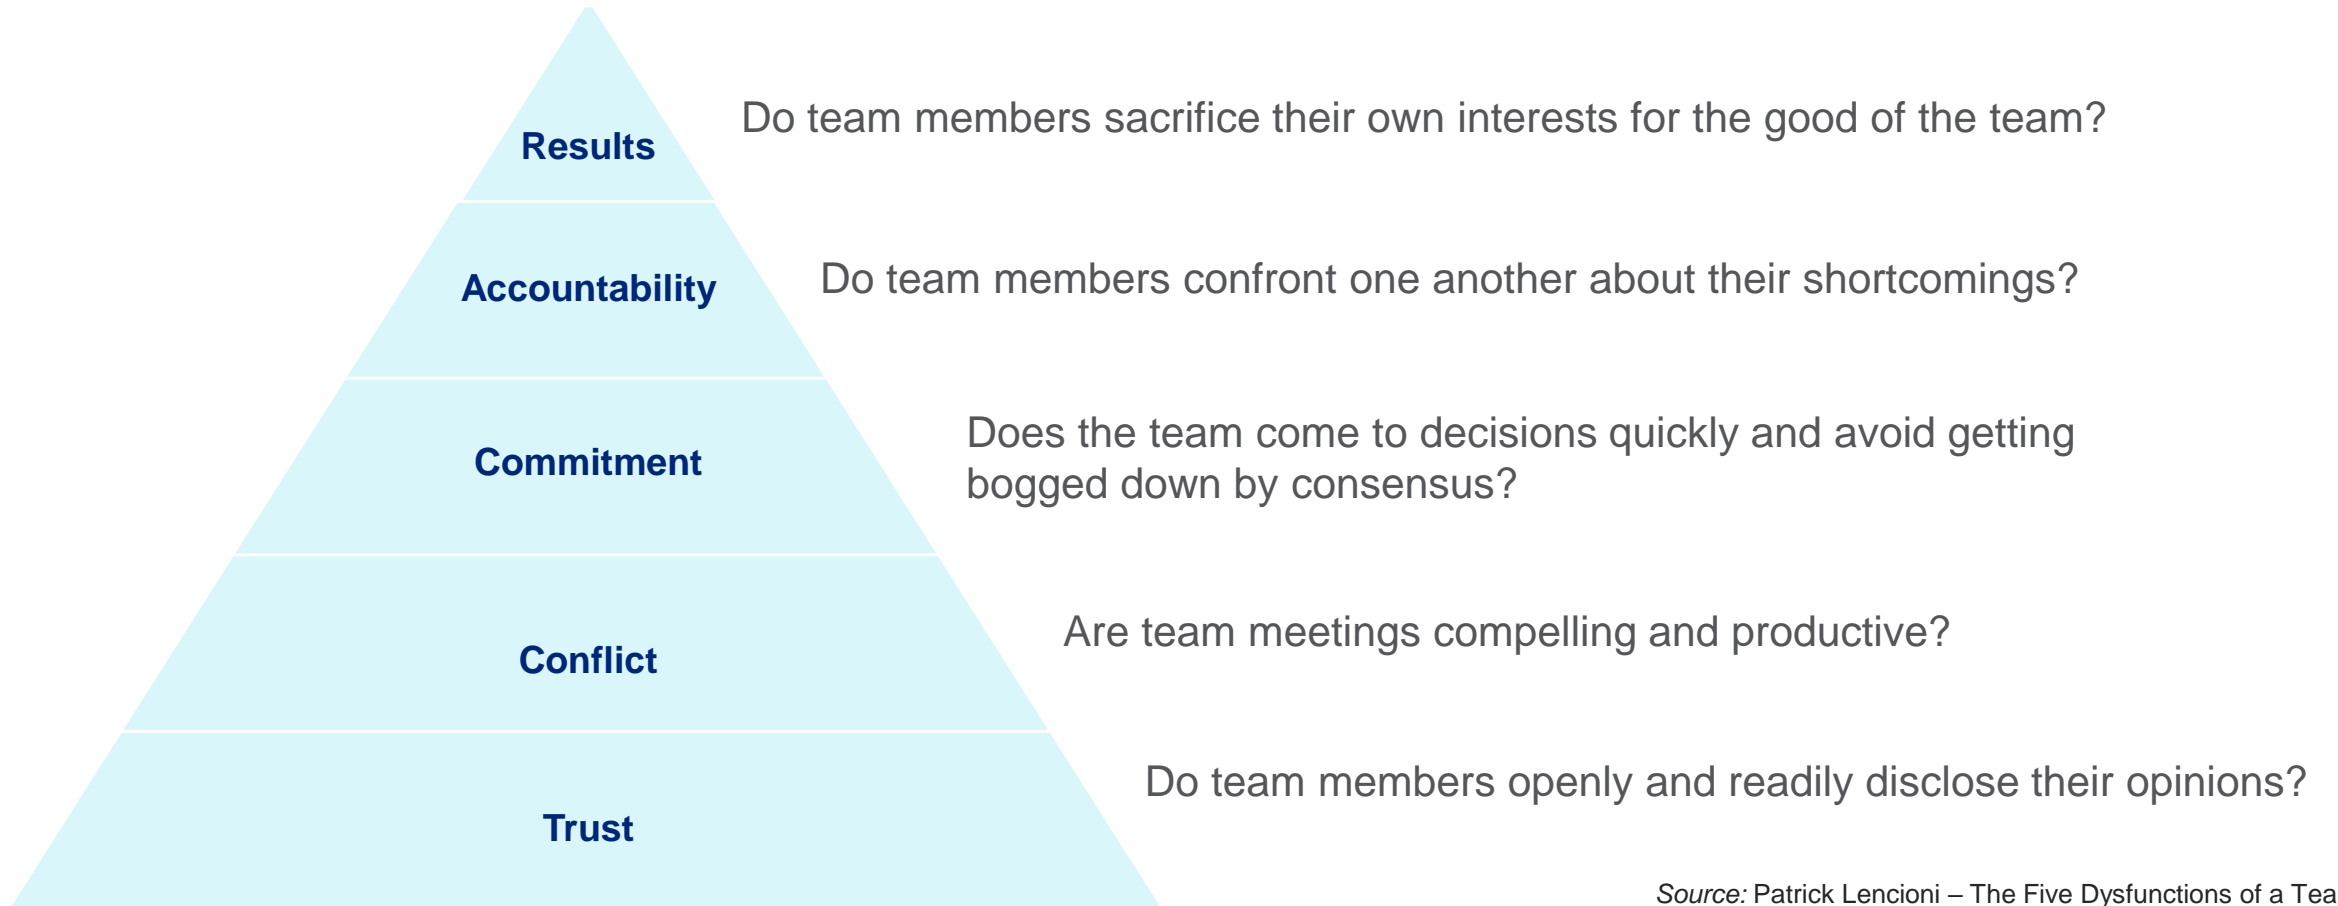 Results
Do team members sacrifice their own interests for the good of the team?
Accountability
Do team members confront one another about their shortcomings?
Commitment
Does the team come to decisions quickly and avoid getting
bogged down by consensus?
Conflict
Are team meetings compelling and productive?
Trust
Do team members openly and readily disclose their opinions?
Source: Patrick Lencioni – The Five Dysfunctions of a Tea